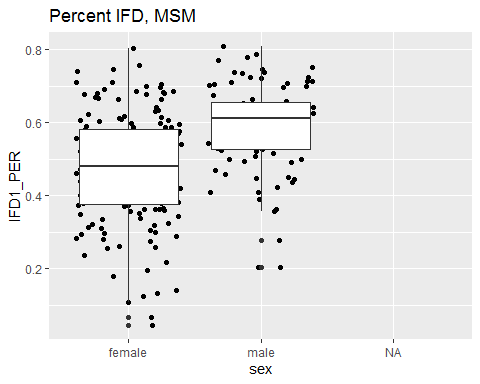 Percent IFD, MSM
IFD1_PER
0.8
0.6
0.4
0.2
female male NA
sex